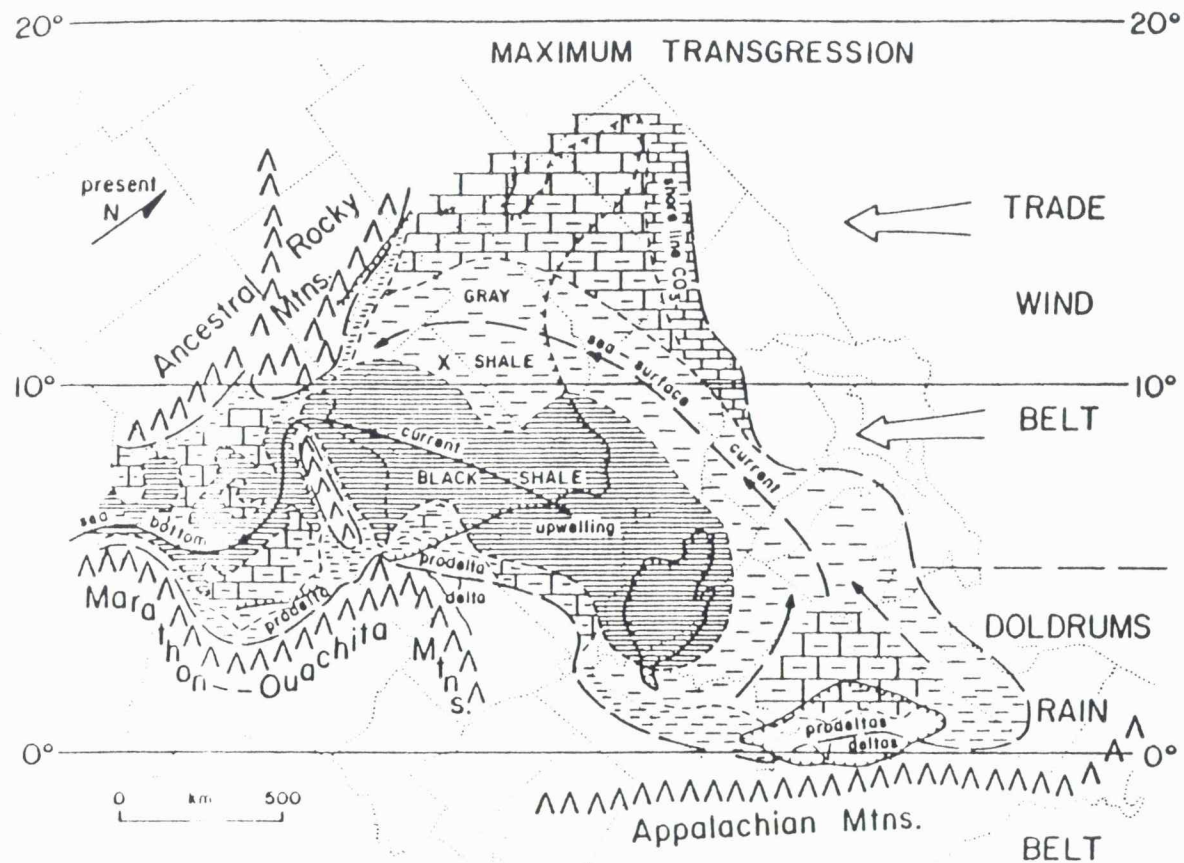 20° 20°
MAXIMUM TRANSGRESSION
present
N
Ancestral Rocky
Mtns.
TRADE
WIND
BELT
shore line
GRAY
X SHALE
sea-surface
current
10° 10°
current
BLACK SHALE
upwelling
sea
bottom
prodelta
delta
prodelta
Marathon--Ouachita
Mtns.
DOLDRUMS
RAIN
BELT
prodeltas
deltas
0° 0°
0 km 500
Appalachian Mtns.